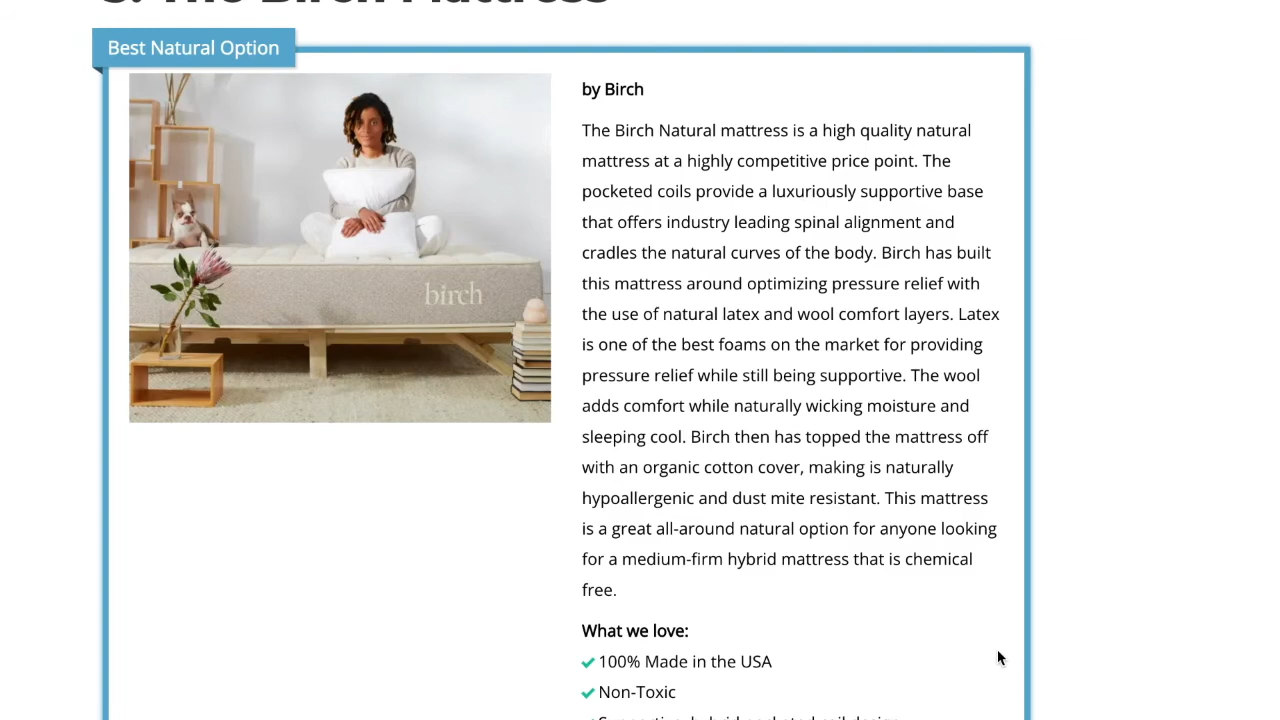 The Birch Mattress
Best Natural Option
birch
by Birch
The Birch Natural mattress is a high quality natural
mattress at a highly competitive price point. The
pocketed coils provide a luxuriously supportive base
that offers industry leading spinal alignment and
cradles the natural curves of the body. Birch has built
this mattress around optimizing pressure relief with
the use of natural latex and wool comfort layers. Latex
is one of the best foams on the market for providing
pressure relief while still being supportive. The wool
adds comfort while naturally wicking moisture and
sleeping cool. Birch then has topped the mattress off
with an organic cotton cover, making is naturally
hypoallergenic and dust mite resistant. This mattress
is a great all-around natural option for anyone looking
for a medium-firm hybrid mattress that is chemical
free.
What we love:
100% Made in the USA
Non-Toxic